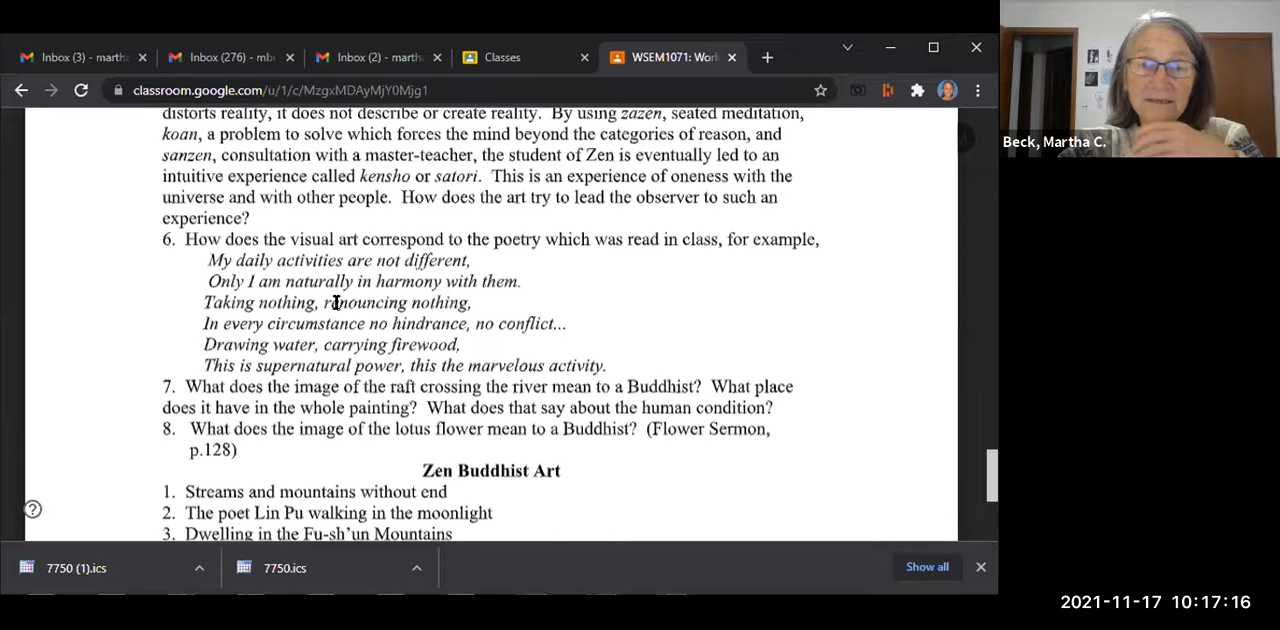 Inbox (3) - marth
Inbox (276) - mb
Inbox (2) - marth
Classes
WSEM1071: Work
classroom.google.com/u/1/c/MzgxMDAyMjY0Mjg1
distorts reality, it does not describe or create reality. By using zazen, seated meditation,
koan, a problem to solve which forces the mind beyond the categories of reason, and
sanzen, consultation with a master-teacher, the student of Zen is eventually led to an
intuitive experience called kensho or satori. This is an experience of oneness with the
universe and with other people. How does the art try to lead the observer to such an
experience?
6. How does the visual art correspond to the poetry which was read in class, for example,
My daily activities are not different,
Only I am naturally in harmony with them.
Taking nothing, renouncing nothing,
In every circumstance no hindrance, no conflict...
Drawing water, carrying firewood,
This is supernatural power, this the marvelous activity.
7. What does the image of the raft crossing the river mean to a Buddhist? What place
does it have in the whole painting? What does that say about the human condition?
8. What does the image of the lotus flower mean to a Buddhist? (Flower Sermon,
p.128)
Zen Buddhist Art
1. Streams and mountains without end
2. The poet Lin Pu walking in the moonlight
3. Dwelling in the Fu-sh'un Mountains
7750 (1).ics
7750.ics
Show all
Beck, Martha C.
2021-11-17 10:17:16